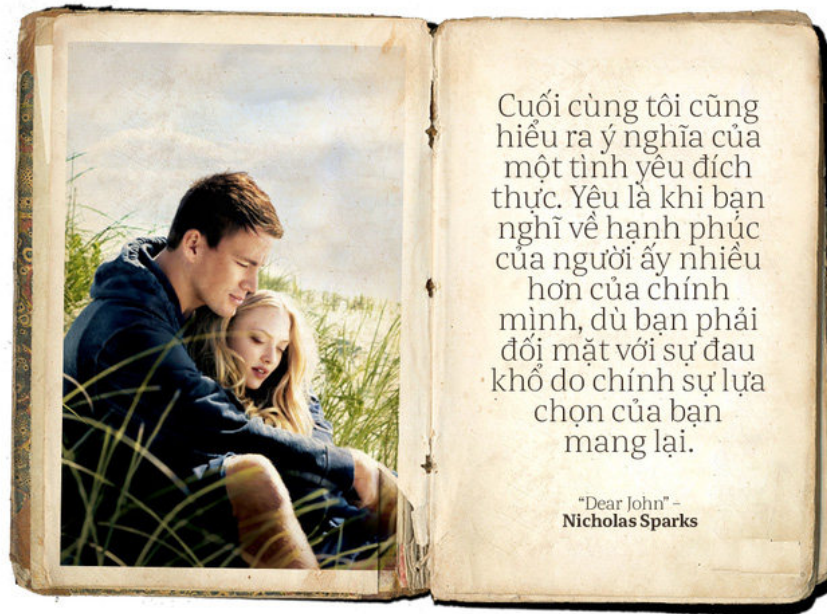 Cuối cùng tôi cũng
hiểu ra ý nghĩa của
một tình yêu đích
thực. Yêu là khi bạn
nghĩ về hạnh phúc
của người ấy nhiều
hơn của chính
mình, dù bạn phải
đối mặt với sự đau
khổ do chính sự lựa
chọn của bạn
mang lại.
“Dear John” –
Nicholas Sparks